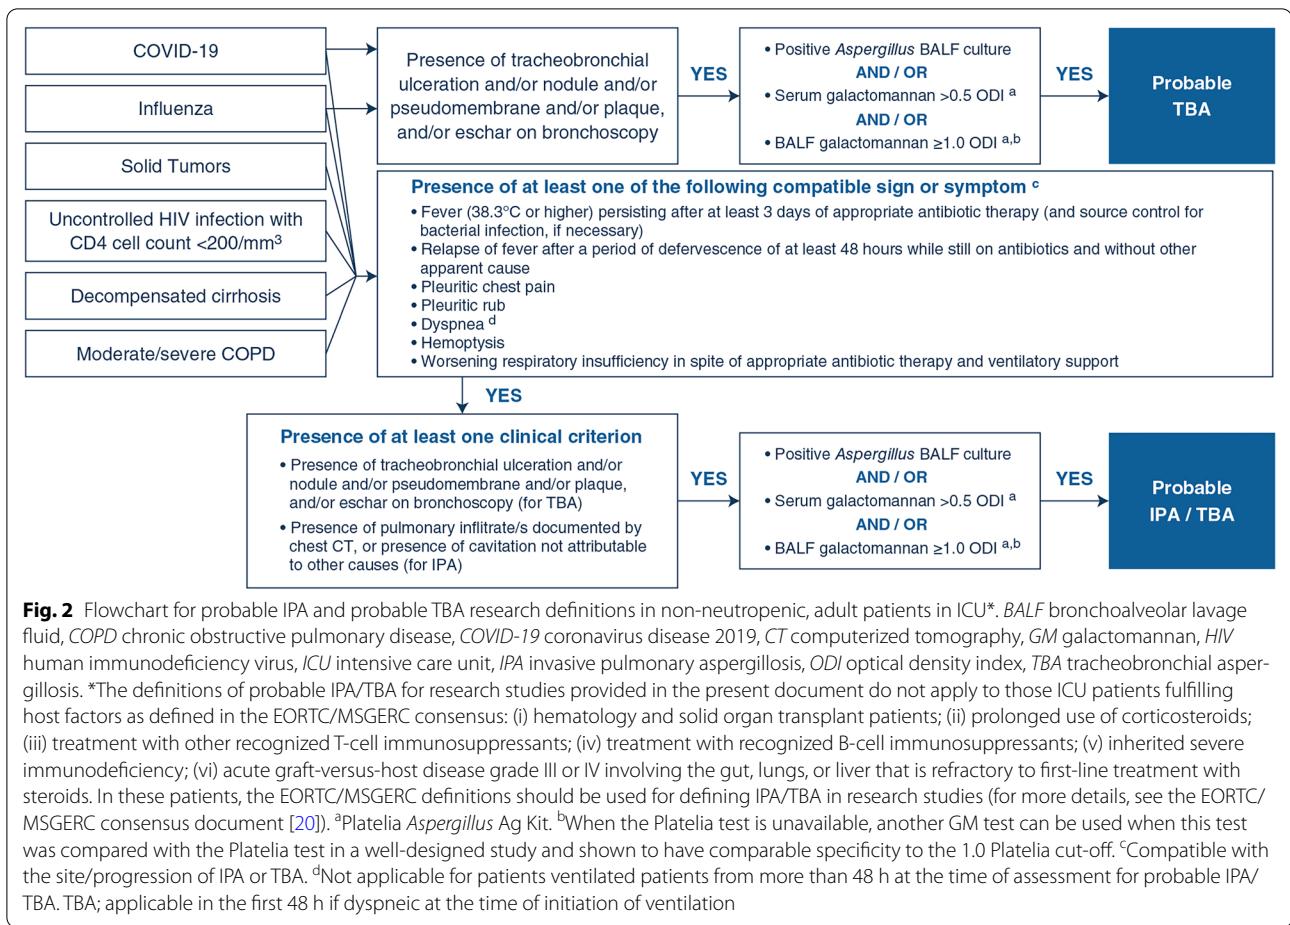 COVID-19
Influenza
Solid Tumors
Uncontrolled HIV infection with
CD4 cell count <200/mm³
Decompensated cirrhosis
Moderate/severe COPD
Presence of tracheobronchial
ulceration and/or nodule and/or
pseudomembrane and/or plaque,
and/or eschar on bronchoscopy
YES
• Positive Aspergillus BALF culture
AND / OR
• Serum galactomannan >0.5 ODI ª
AND / OR
• BALF galactomannan ≥1.0 ODI a,b
YES
Probable
TBA
Presence of at least one of the following compatible sign or symptom c
• Fever (38.3ºC or higher) persisting after at least 3 days of appropriate antibiotic therapy (and source control for
bacterial infection, if necessary)
• Relapse of fever after a period of defervescence of at least 48 hours while still on antibiotics and without other
apparent cause
• Pleuritic chest pain
• Pleuritic rub
• Dyspnea d
• Hemoptysis
• Worsening respiratory insufficiency in spite of appropriate antibiotic therapy and ventilatory support
YES
Presence of at least one clinical criterion
• Presence of tracheobronchial ulceration and/or
nodule and/or pseudomembrane and/or plaque,
and/or eschar on bronchoscopy (for TBA)
• Presence of pulmonary inflitrate/s documented by
chest CT, or presence of cavitation not attributable
to other causes (for IPA)
YES
• Positive Aspergillus BALF culture
AND / OR
• Serum galactomannan >0.5 ODI ª
AND / OR
• BALF galactomannan ≥1.0 ODI a,b
YES
Probable
IPA / TBA
Fig. 2 Flowchart for probable IPA and probable TBA research definitions in non-neutropenic, adult patients in ICU*. BALF bronchoalveolar lavage
fluid, COPD chronic obstructive pulmonary disease, COVID-19 coronavirus disease 2019, CT computerized tomography, GM galactomannan, HIV
human immunodeficiency virus, ICU intensive care unit, IPA invasive pulmonary aspergillosis, ODI optical density index, TBA tracheobronchial asper-
gillosis. *The definitions of probable IPA/TBA for research studies provided in the present document do not apply to those ICU patients fulfilling
host factors as defined in the EORTC/MSGERC consensus: (i) hematology and solid organ transplant patients; (ii) prolonged use of corticosteroids;
(iii) treatment with other recognized T-cell immunosuppressants; (iv) treatment with recognized B-cell immunosuppressants; (v) inherited severe
immunodeficiency; (vi) acute graft-versus-host disease grade III or IV involving the gut, lungs, or liver that is refractory to first-line treatment with
steroids. In these patients, the EORTC/MSGERC definitions should be used for defining IPA/TBA in research studies (for more details, see the EORTC/
MSGERC consensus document [20]). ªPlatelia Aspergillus Ag Kit. bWhen the Platelia test is unavailable, another GM test can be used when this test
was compared with the Platelia test in a well-designed study and shown to have comparable specificity to the 1.0 Platelia cut-off. cCompatible with
the site/progression of IPA or TBA. dNot applicable for patients ventilated patients from more than 48 h at the time of assessment for probable IPA/
TBA. TBA; applicable in the first 48 h if dyspneic at the time of initiation of ventilation